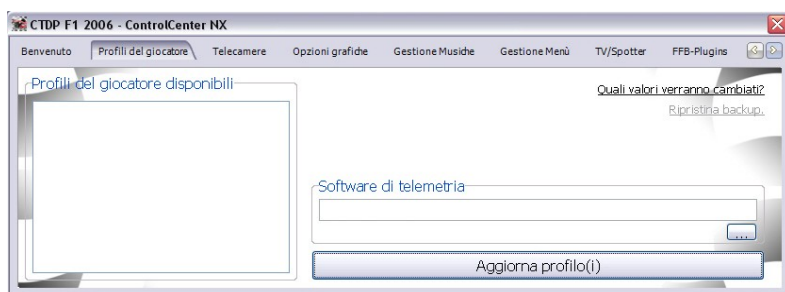 CTDP F1 2006 - ControlCenter NX
Benvenuto Profili del giocatore Telecamere Opzioni grafiche Gestione Musiche Gestione Menù TV/Spotter FFB-Plugins
Profili del giocatore disponibili
Quali valori verranno cambiati?
Ripristina backup.
Software di telemetria
...
Aggiorna profilo(i)